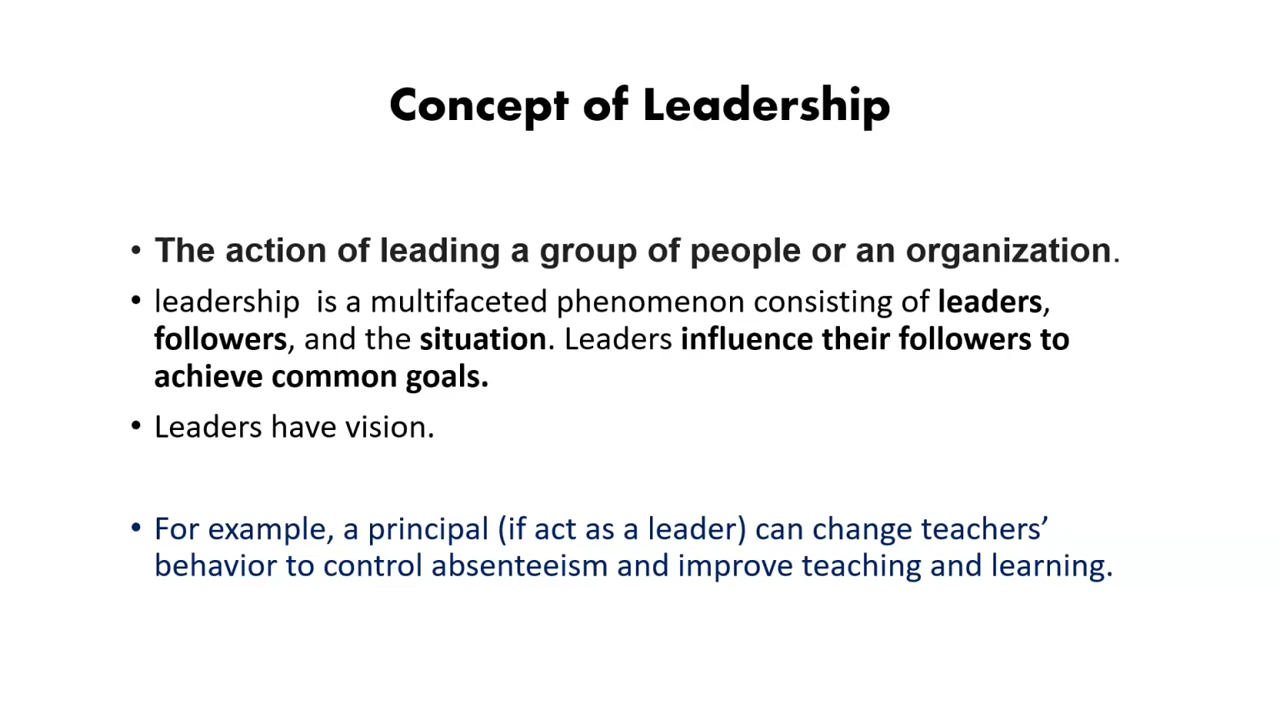 Concept of Leadership
• The action of leading a group of people or an organization.
• leadership  is a multifaceted phenomenon consisting of leaders,
followers, and the situation. Leaders influence their followers to
achieve common goals.
• Leaders have vision.
• For example, a principal (if act as a leader) can change teachers’
behavior to control absenteeism and improve teaching and learning.